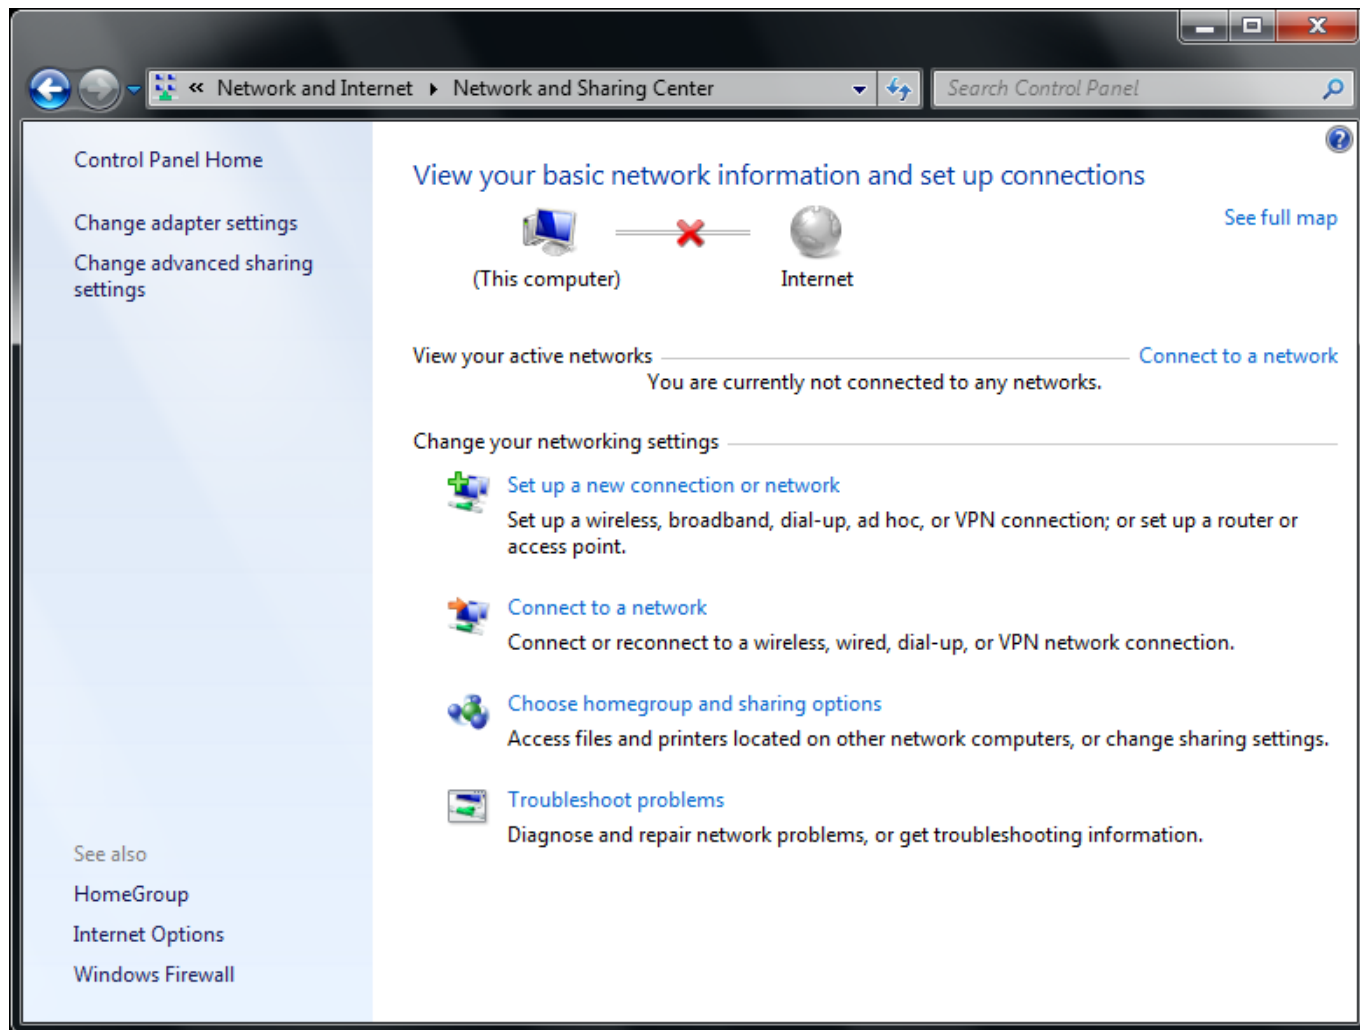 « Network and Internet ▸ Network and Sharing Center
Search Control Panel
Control Panel Home
Change adapter settings
Change advanced sharing
settings
See also
HomeGroup
Internet Options
Windows Firewall
View your basic network information and set up connections
See full map
(This computer)
Internet
View your active networks
Connect to a network
You are currently not connected to any networks.
Change your networking settings
Set up a new connection or network
Set up a wireless, broadband, dial-up, ad hoc, or VPN connection; or set up a router or
access point.
Connect to a network
Connect or reconnect to a wireless, wired, dial-up, or VPN network connection.
Choose homegroup and sharing options
Access files and printers located on other network computers, or change sharing settings.
Troubleshoot problems
Diagnose and repair network problems, or get troubleshooting information.